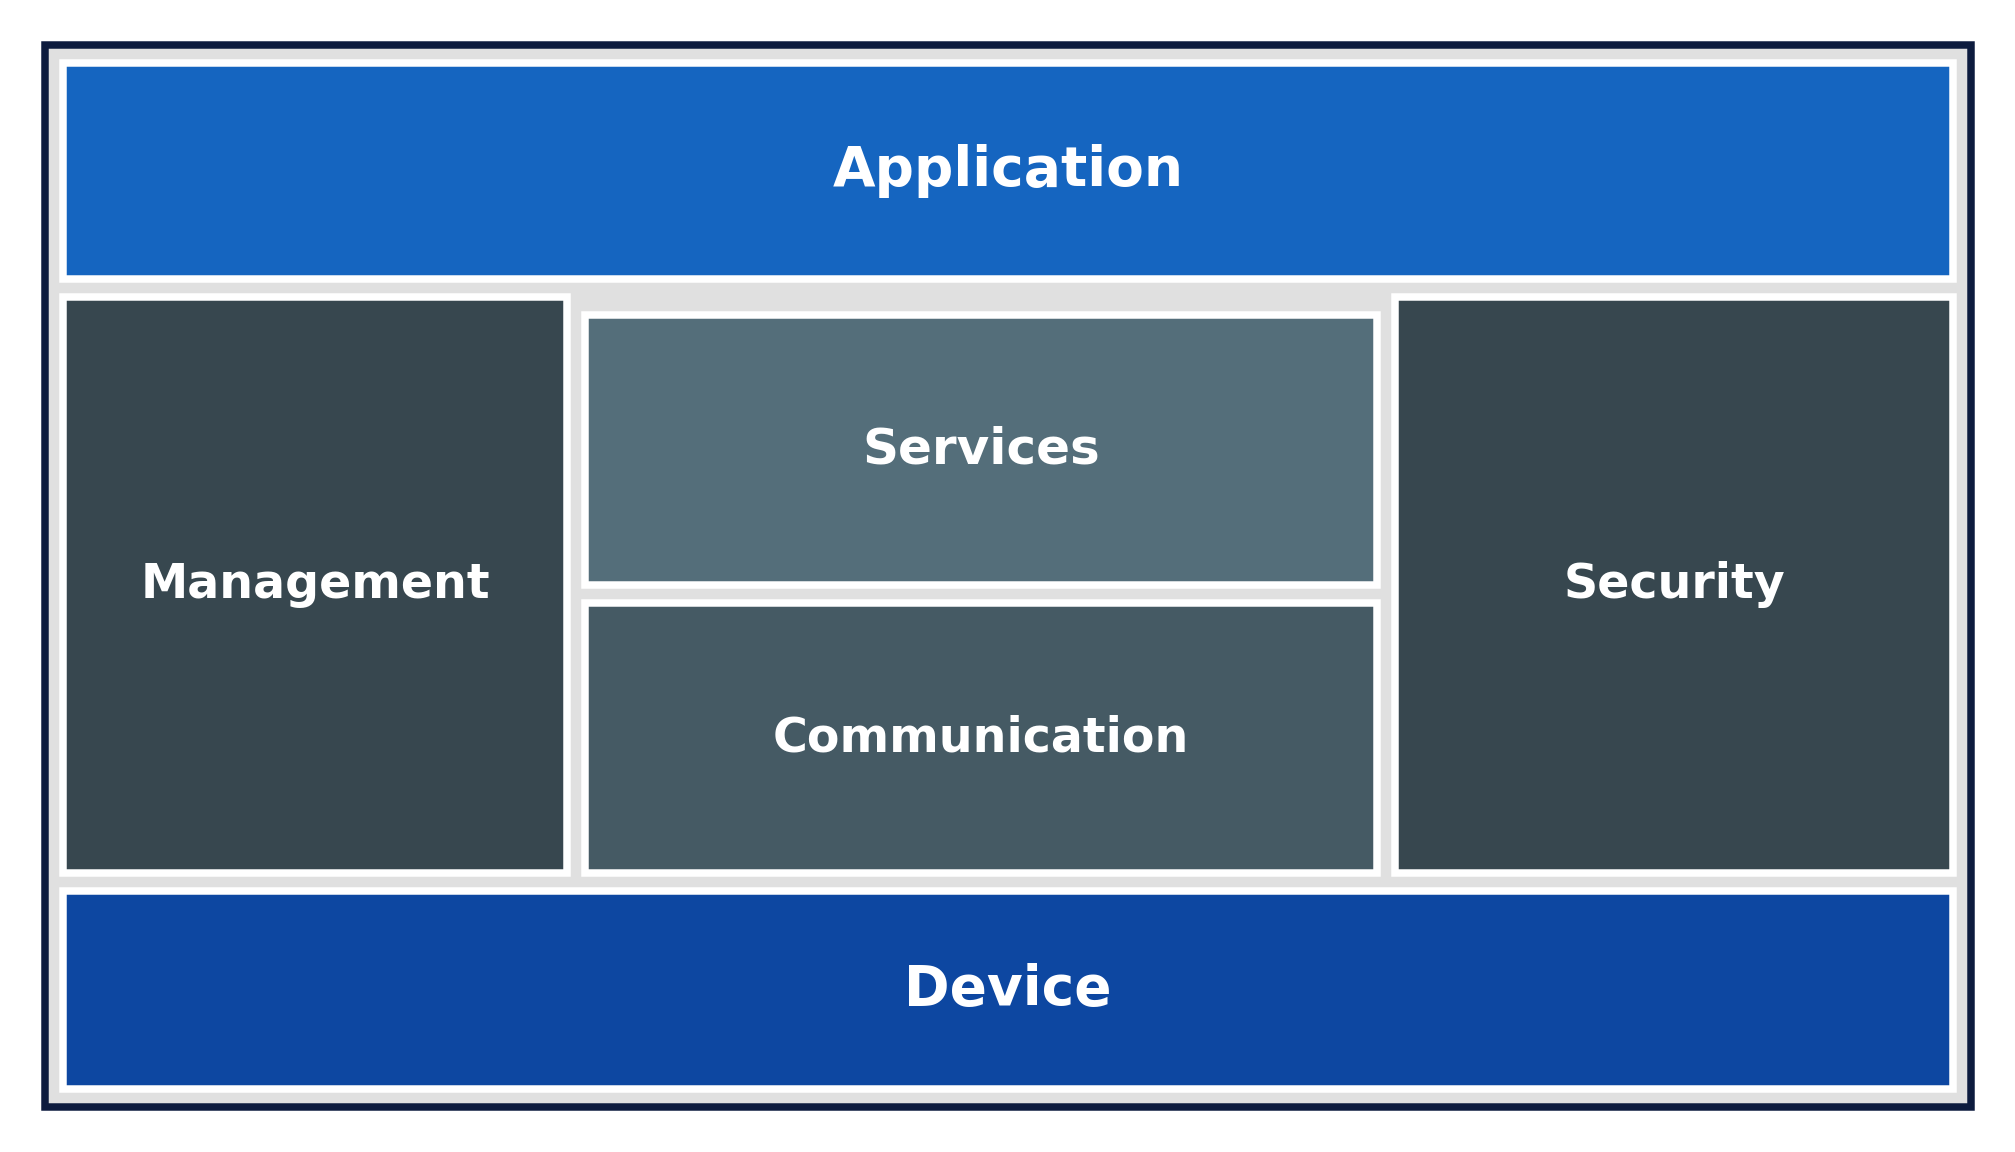 Application
Services
Management
Security
Communication
Device